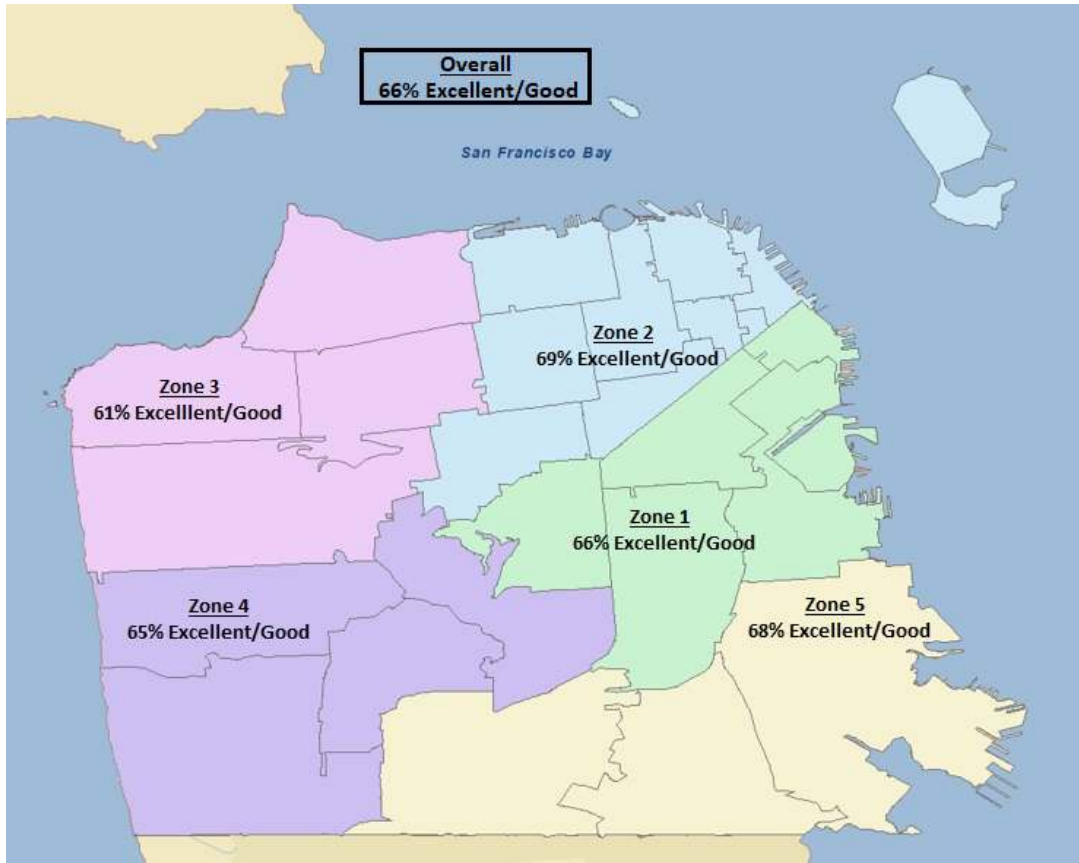 Overall
66% Excellent/Good
San Francisco Bay
Zone 2
69% Excellent/Good
Zone 3
61% Excelllent/Good
Zone 1
66% Excellent/Good
Zone 4
65% Excellent/Good
Zone 5
68% Excellent/Good